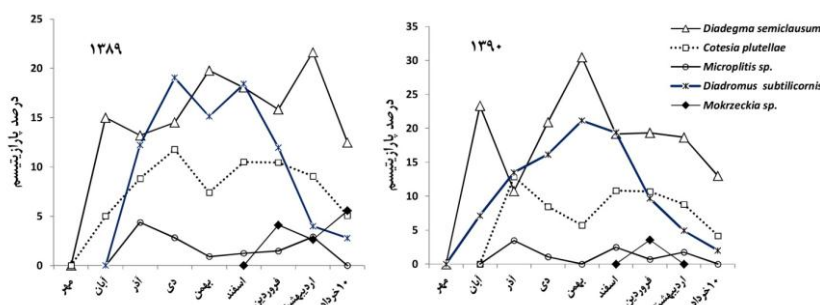 ۱۳۸۹
درصد پارازیتیسم
25
20
15
10
5
0
مهر
آبان
آذر
دی
بهمن
اسفند
فروردین
اردیبهشت
۱۰خرداد
۱۳۹۰
درصد پارازیتیسم
35
30
25
20
15
10
5
0
مهر
آبان
آذر
دی
بهمن
اسفند
فروردین
اردیبهشت
۱۰خرداد
Diadegma semiclausum
Cotesia plutellae
Microplitis sp.
Diadromus subtilicornis
Mokrzeckia sp.